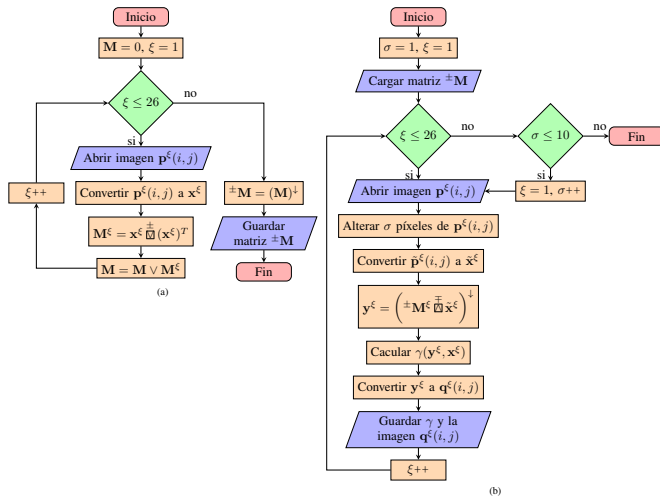 Inicio
M = 0, ξ = 1
ξ ≤ 26
no
si
Abrir imagen p^ξ(i, j)
Convertir p^ξ(i, j) a x^ξ
M^ξ = x^ξ ⊻^± (x^ξ)^T
M = M ∨ M^ξ
ξ++
±M = (M)↓
Guardar
matriz ±M
Fin
(a)
Inicio
σ = 1, ξ = 1
Cargar matriz ±M
ξ ≤ 26
no
σ ≤ 10
no
Fin
si
si
Abrir imagen p^ξ(i, j)
ξ = 1, σ++
Alterar σ píxeles de p^ξ(i, j)
Convertir p̃^ξ(i, j) a x̃^ξ
y^ξ = (±M^ξ ⊼^∓ x̃^ξ)^↓
Cacular γ(y^ξ, x^ξ)
Convertir y^ξ a q^ξ(i, j)
Guardar γ y la
imagen q^ξ(i, j)
ξ++
(b)